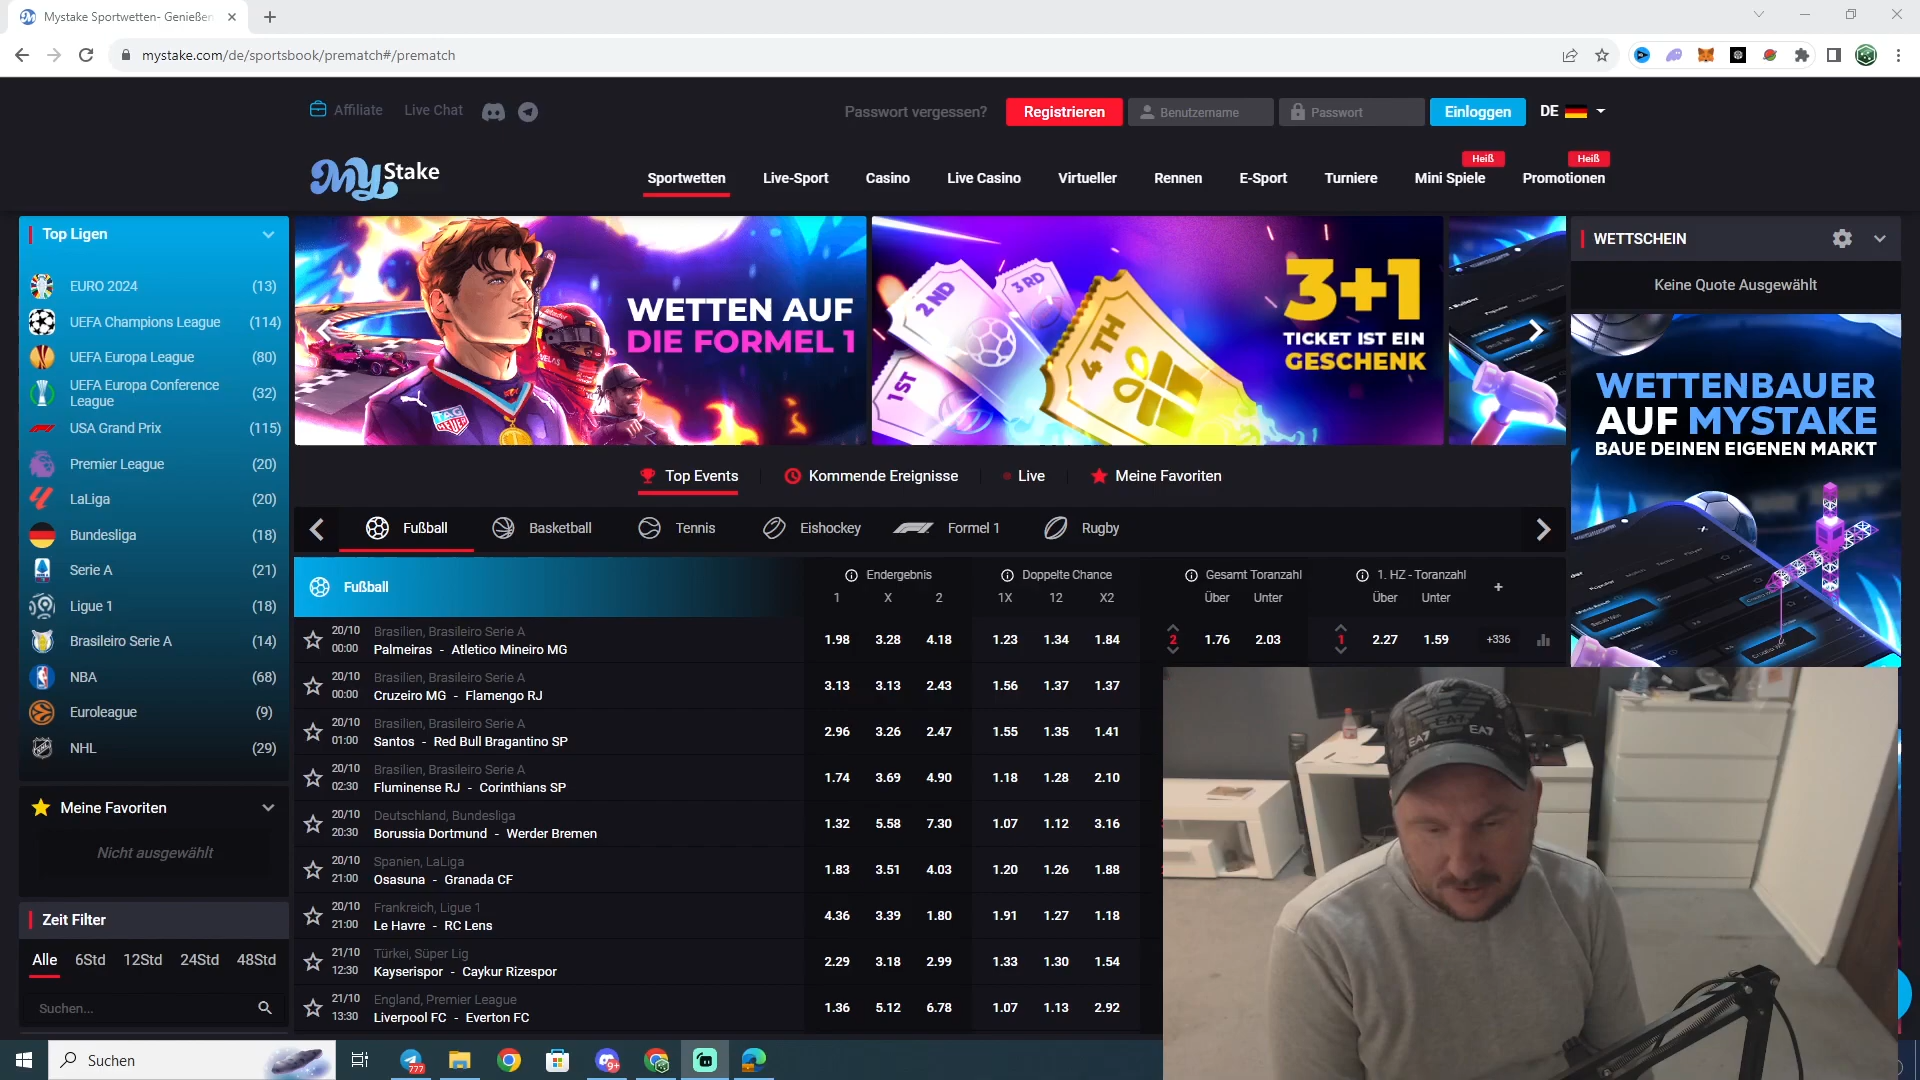 Mystake Sportwetten- Genießen
mystake.com/de/sportsbook/prematch#/prematch
Affiliate
Live Chat
Passwort vergessen?
Registrieren
Benutzername
Passwort
Einloggen
DE
MyStake
Heiß
Heiß
Sportwetten
Live-Sport
Casino
Live Casino
Virtueller
Rennen
E-Sport
Turniere
Mini Spiele
Promotionen
Top Ligen
EURO 2024 (13)
UEFA Champions League (114)
UEFA Europa League (80)
UEFA Europa Conference
League (32)
USA Grand Prix (115)
Premier League (20)
LaLiga (20)
Bundesliga (18)
Serie A (21)
Ligue 1 (18)
Brasileiro Serie A (14)
NBA (68)
Euroleague (9)
NHL (29)
Meine Favoriten
Nicht ausgewählt
Zeit Filter
Alle 6Std 12Std 24Std 48Std
Suchen...
WETTEN AUF
DIE FORMEL 1
TAG
HEUER
1ST
2ND
3RD
4TH
3+1
TICKET IST EIN
GESCHENK
Top Events
Kommende Ereignisse
Live
Meine Favoriten
Fußball
Basketball
Tennis
Eishockey
Formel 1
Rugby
Fußball
Endergebnis
1 X 2
Doppelte Chance
1X 12 X2
Gesamt Toranzahl
Über Unter
1. HZ - Toranzahl
Über Unter
+
20/10 Brasilien, Brasileiro Serie A
00:00 Palmeiras - Atletico Mineiro MG
1.98 3.28 4.18 1.23 1.34 1.84 2 1.76 2.03 1 2.27 1.59 +336
20/10 Brasilien, Brasileiro Serie A
00:00 Cruzeiro MG - Flamengo RJ
3.13 3.13 2.43 1.56 1.37 1.37
20/10 Brasilien, Brasileiro Serie A
01:00 Santos - Red Bull Bragantino SP
2.96 3.26 2.47 1.55 1.35 1.41
20/10 Brasilien, Brasileiro Serie A
02:30 Fluminense RJ - Corinthians SP
1.74 3.69 4.90 1.18 1.28 2.10
20/10 Deutschland, Bundesliga
20:30 Borussia Dortmund - Werder Bremen
1.32 5.58 7.30 1.07 1.12 3.16
20/10 Spanien, LaLiga
21:00 Osasuna - Granada CF
1.83 3.51 4.03 1.20 1.26 1.88
20/10 Frankreich, Ligue 1
21:00 Le Havre - RC Lens
4.36 3.39 1.80 1.91 1.27 1.18
21/10 Türkei, Süper Lig
12:30 Kayserispor - Caykur Rizespor
2.29 3.18 2.99 1.33 1.30 1.54
21/10 England, Premier League
13:30 Liverpool FC - Everton FC
1.36 5.12 6.78 1.07 1.13 2.92
WETTSCHEIN
Keine Quote Ausgewählt
WETTENBAUER
AUF MYSTAKE
BAUE DEINEN EIGENEN MARKT
EA7
EA7
EA7
Suchen
777
9+